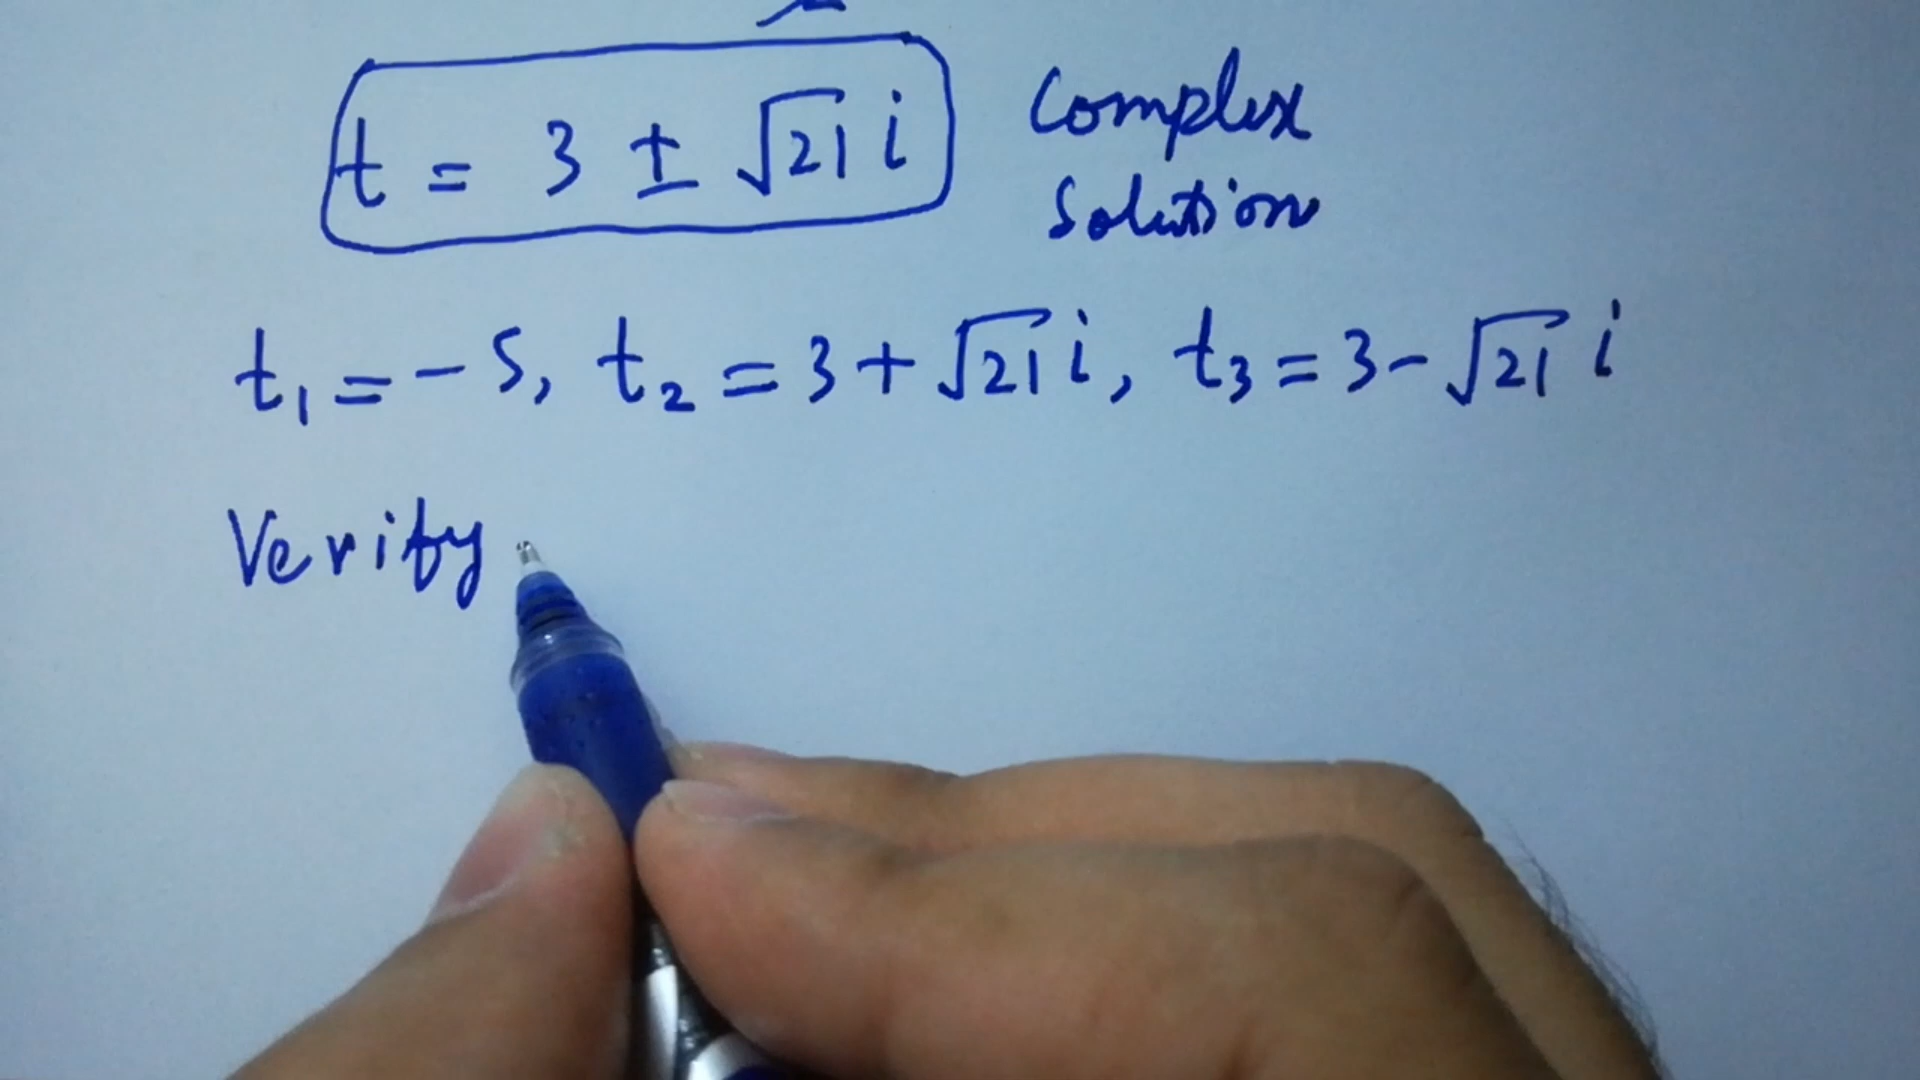 t = 3 ± √21 i
Complex
Solution
t₁ = - 5, t₂ = 3 + √21 i, t₃ = 3 - √21 i
Verify